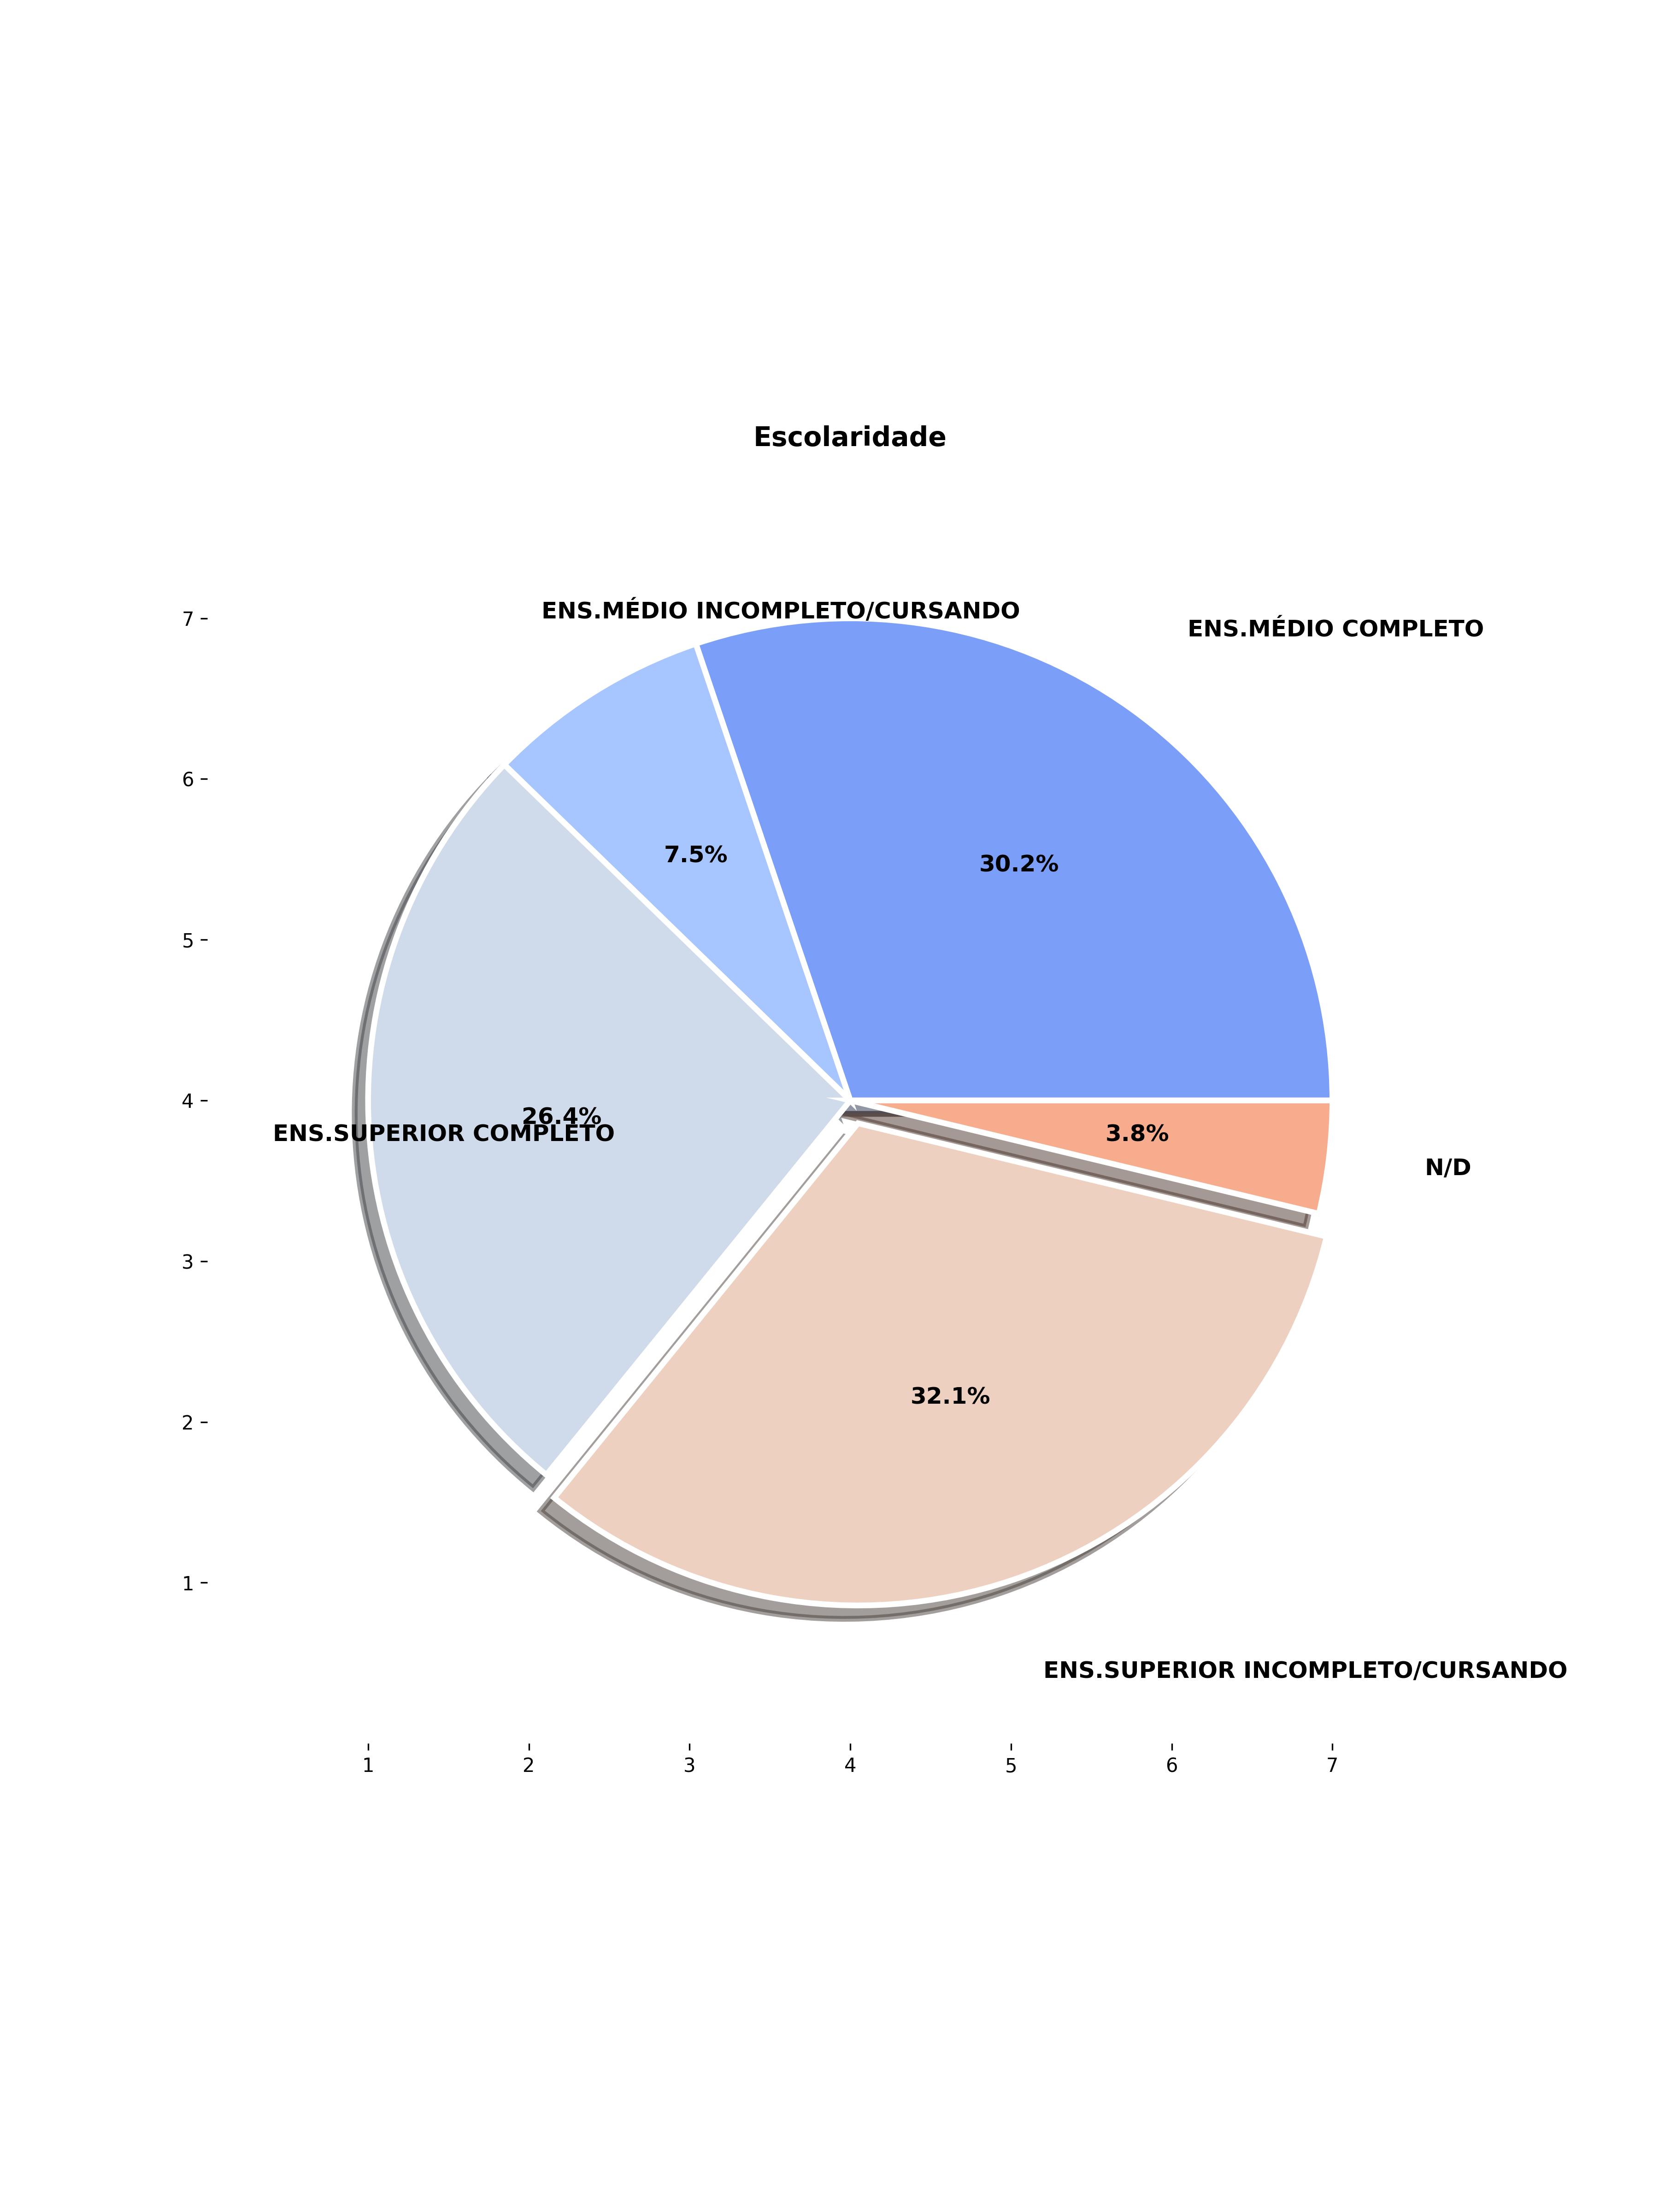 Escolaridade
ENS.MÉDIO INCOMPLETO/CURSANDO
ENS.MÉDIO COMPLETO
7
6
7.5%
30.2%
5
4
26.4%
ENS.SUPERIOR COMPLETO
3.8%
N/D
3
32.1%
2
1
ENS.SUPERIOR INCOMPLETO/CURSANDO
1 2 3 4 5 6 7